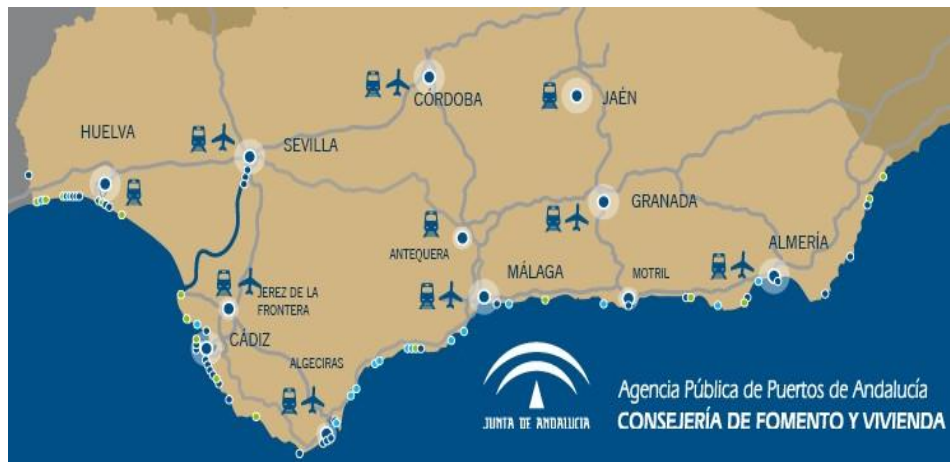 CÓRDOBA
JAÉN
HUELVA
SEVILLA
GRANADA
ANTEQUERA
ALMERÍA
MÁLAGA
MOTRIL
JEREZ DE LA
FRONTERA
CÁDIZ
ALGECIRAS
JUNTA DE ANDALUCIA
Agencia Pública de Puertos de Andalucía
CONSEJERÍA DE FOMENTO Y VIVIENDA